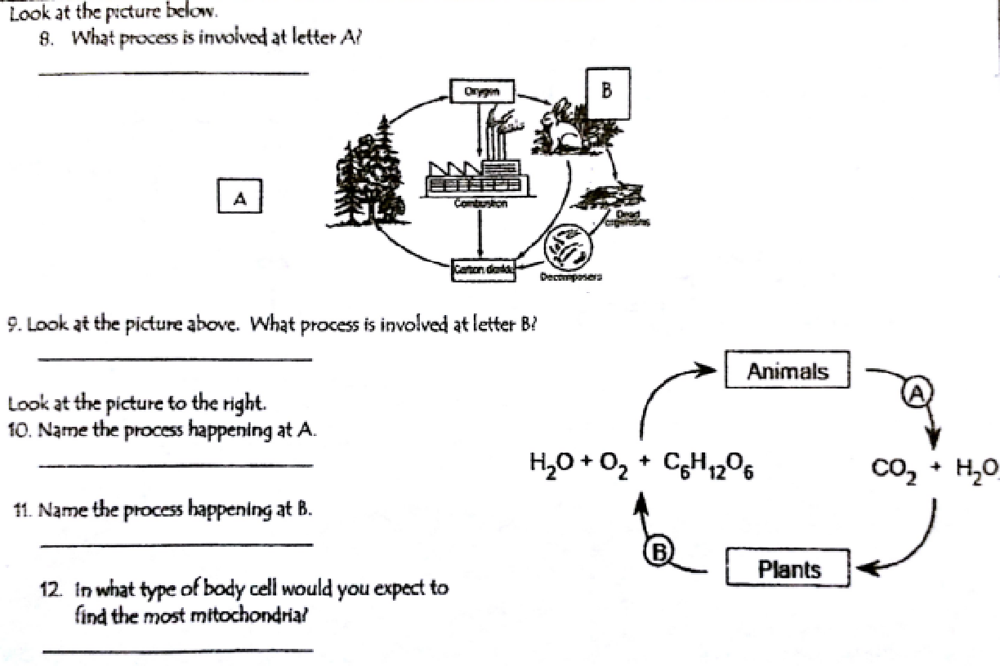 Look at the picture below.
8. What process is involved at letter A?
Oxygen
B
A
Combustion
Dead
organisms
Carbon dioxide
Decomposers
9. Look at the picture above. What process is involved at letter B?
Animals
A
Look at the picture to the right.
10. Name the process happening at A.
H₂O + O₂ + C₆H₁₂O₆
CO₂ + H₂O
11. Name the process happening at B.
B
Plants
12. In what type of body cell would you expect to
find the most mitochondria?